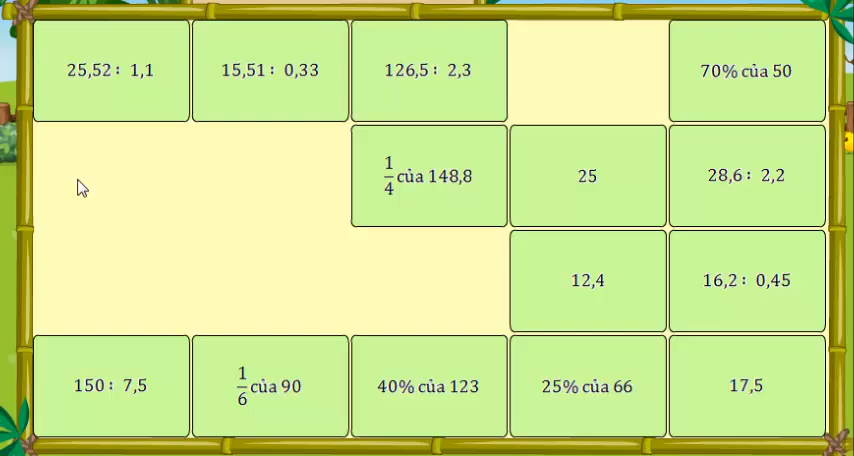 25,52 : 1,1
15,51 : 0,33
126,5 : 2,3
70% của 50
1/4 của 148,8
25
28,6 : 2,2
12,4
16,2 : 0,45
150 : 7,5
1/6 của 90
40% của 123
25% của 66
17,5